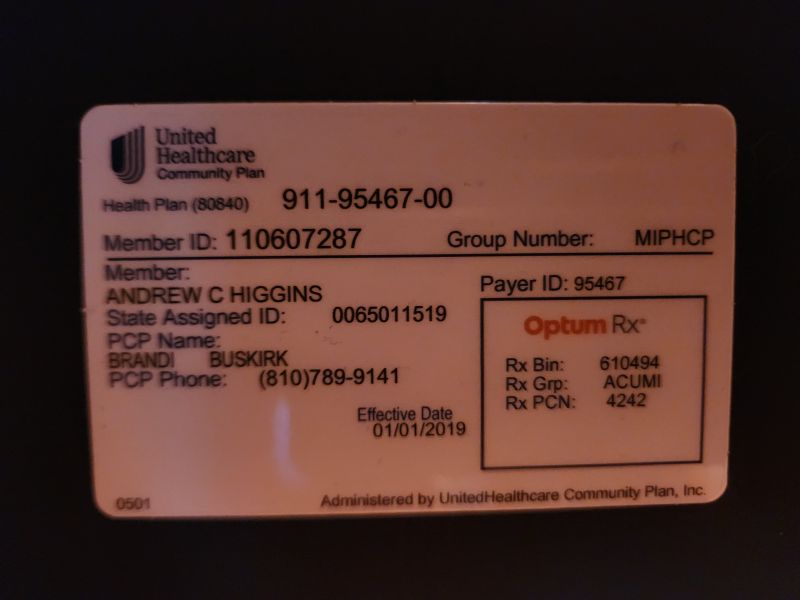 United
Healthcare
Community Plan
Health Plan (80840) 911-95467-00
Member ID: 110607287 Group Number: MIPHCP
Member:
ANDREW C HIGGINS
State Assigned ID: 0065011519
PCP Name:
BRANDI BUSKIRK
PCP Phone: (810)789-9141
Effective Date
01/01/2019
Payer ID: 95467
Optum Rx®
Rx Bin: 610494
Rx Grp: ACUMI
Rx PCN: 4242
0501 Administered by UnitedHealthcare Community Plan, Inc.